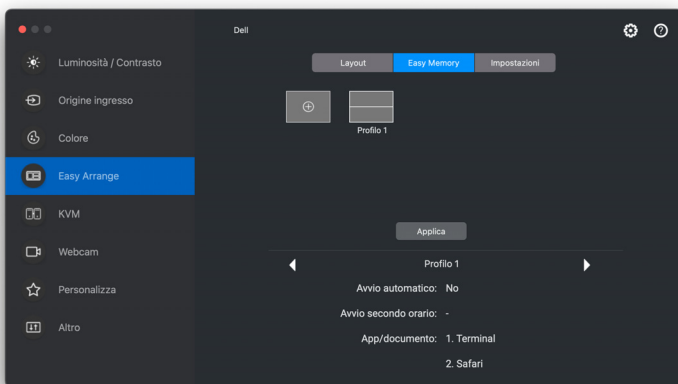 Dell
Luminosità / Contrasto
Origine ingresso
Colore
Easy Arrange
KVM
Webcam
Personalizza
Altro
Layout Easy Memory Impostazioni
Profilo 1
Applica
Profilo 1
Avvio automatico: No
Avvio secondo orario: -
App/documento: 1. Terminal
2. Safari